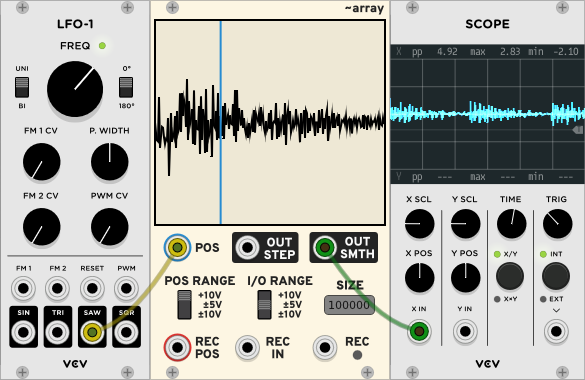 LFO-1
FREQ
UNI
BI
0°
180°
FM 1 CV
P. WIDTH
FM 2 CV
PWM CV
FM 1
FM 2
RESET
PWM
SIN
TRI
SAW
SQR
VCV
~array
POS
OUT
STEP
OUT
SMTH
POS RANGE
+10V
±5V
±10V
I/O RANGE
+10V
±5V
±10V
SIZE
100000
REC
POS
REC
IN
REC
SCOPE
X pp 4.92 max 2.83 min -2.10
Y pp max min
X SCL
Y SCL
TIME
TRIG
X POS
Y POS
X/Y
X×Y
INT
EXT
X IN
Y IN
VCV